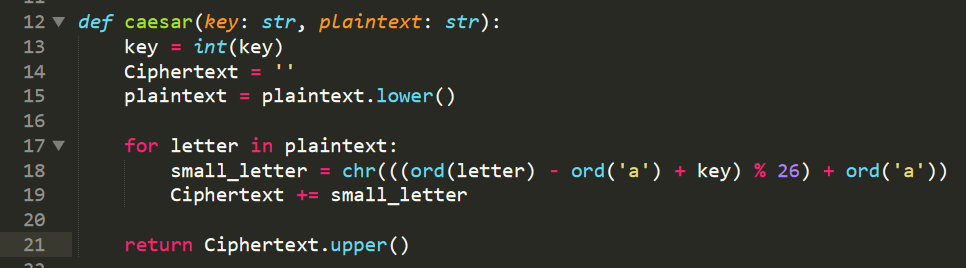 12 def caesar(key: str, plaintext: str):
13     key = int(key)
14     Ciphertext = ''
15     plaintext = plaintext.lower()
16
17     for letter in plaintext:
18         small_letter = chr(((ord(letter) - ord('a') + key) % 26) + ord('a'))
19         Ciphertext += small_letter
20
21     return Ciphertext.upper()